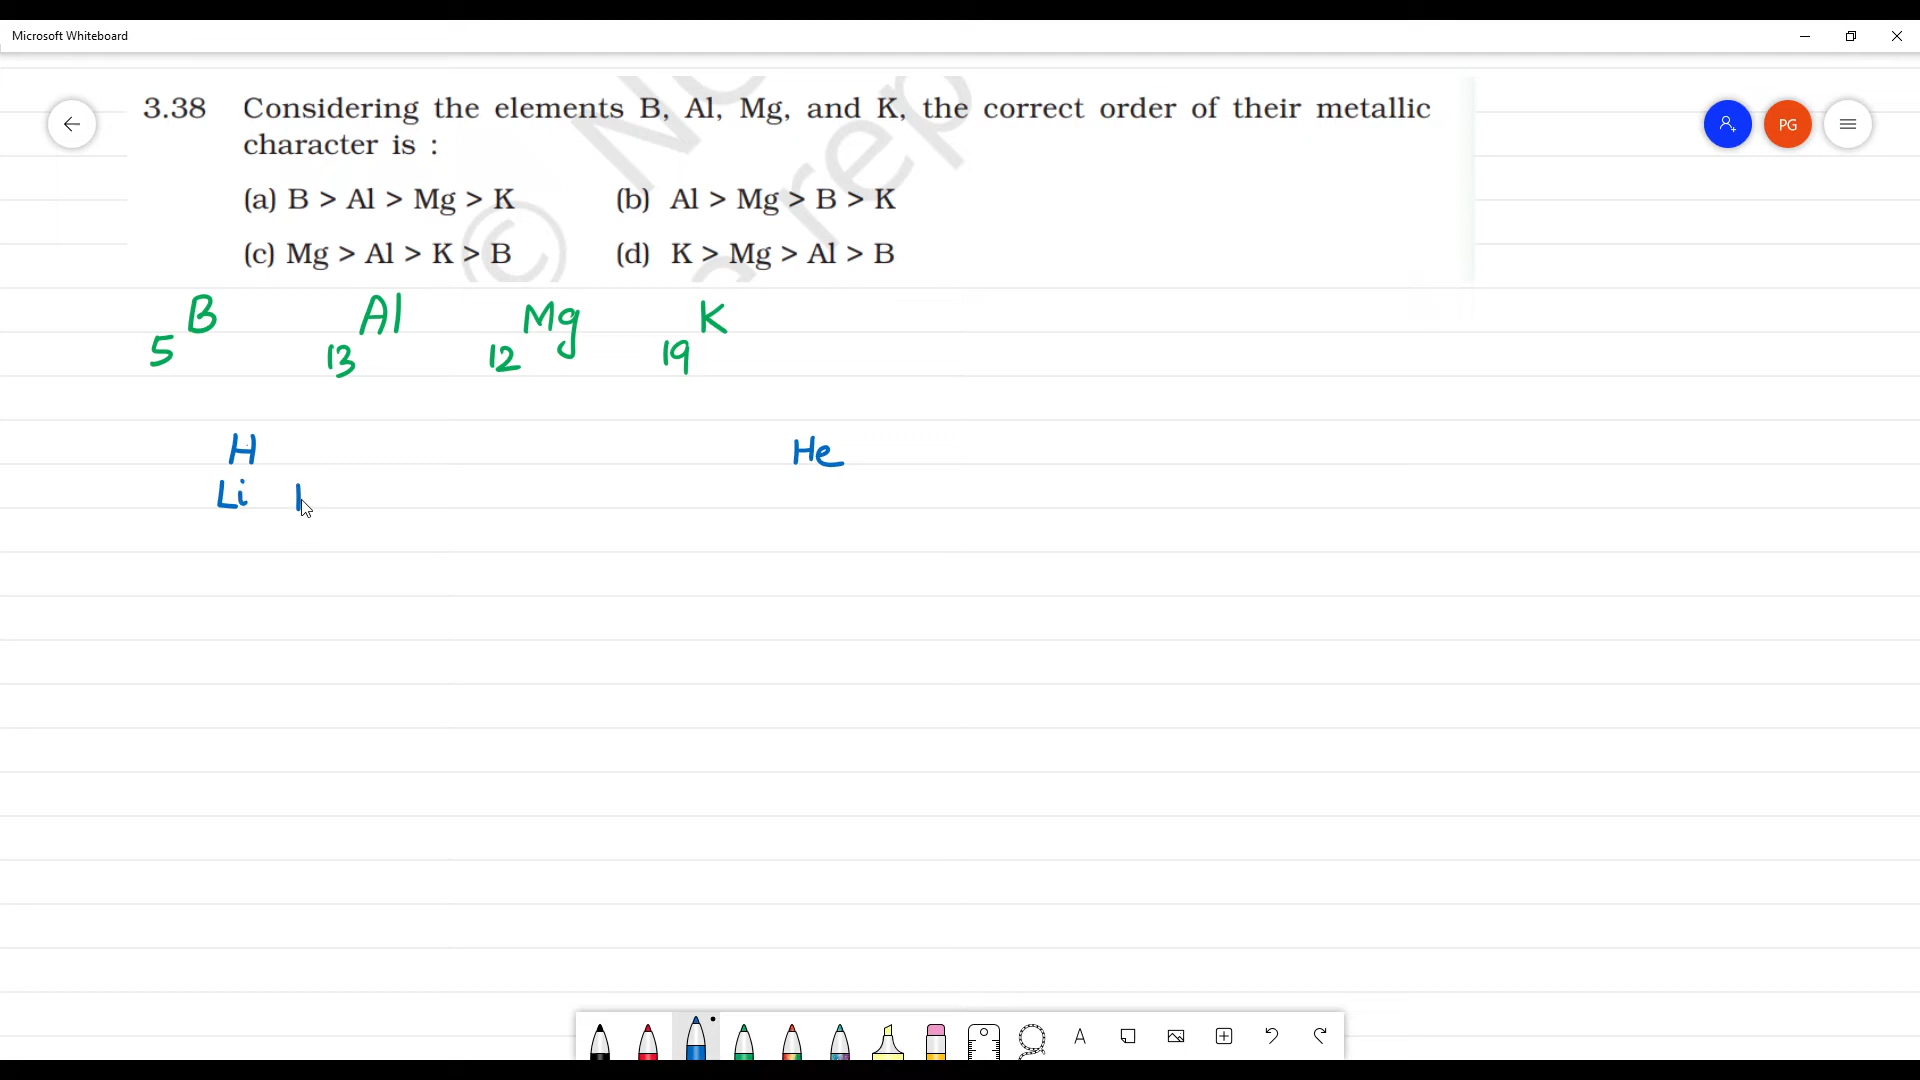 Microsoft Whiteboard
3.38 Considering the elements B, Al, Mg, and K, the correct order of their metallic
character is :
(a) B > Al > Mg > K (b) Al > Mg > B > K
(c) Mg > Al > K > B (d) K > Mg > Al > B
PG
5 B 13 Al 12 Mg 19 K
H He
Li
A